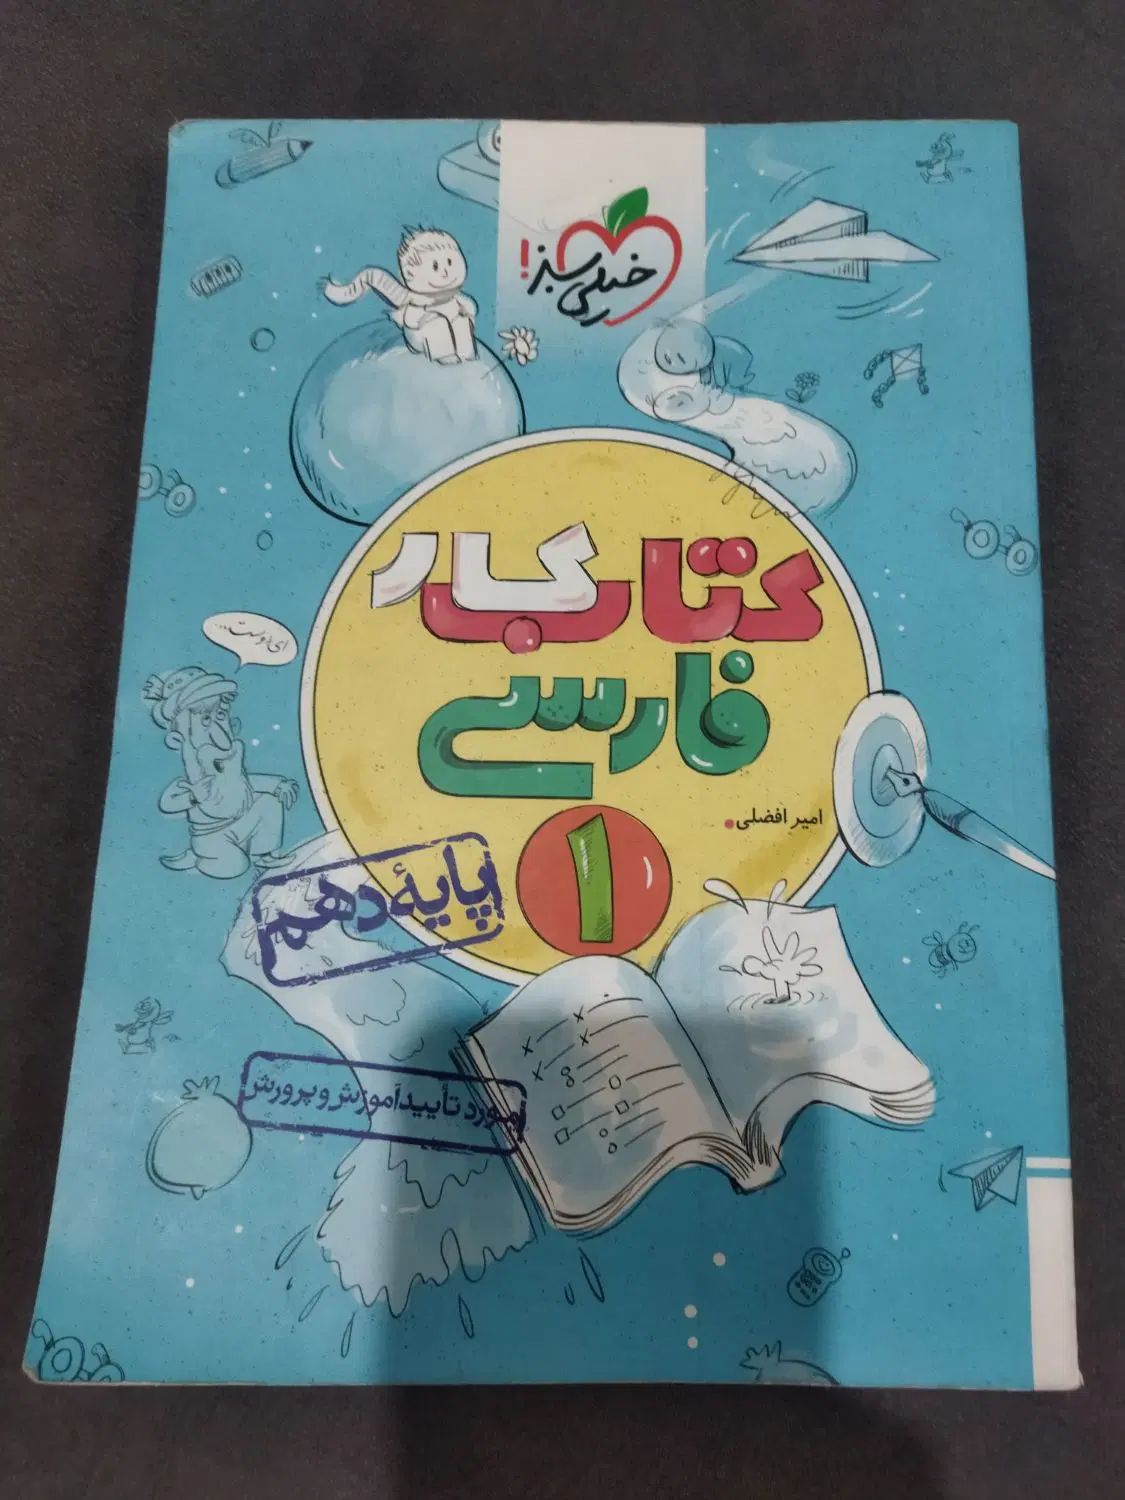 خیلی سبز!
کتاب کار
فارسی
امیر افضلی
۱
پایهٔ دهم
ای دوست...
مورد تأیید آموزش و پرورش